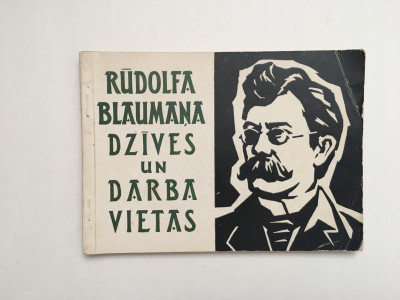 RŪDOLFA
BLAUMAŅA
DZĪVES
UN
DARBA
VIETAS